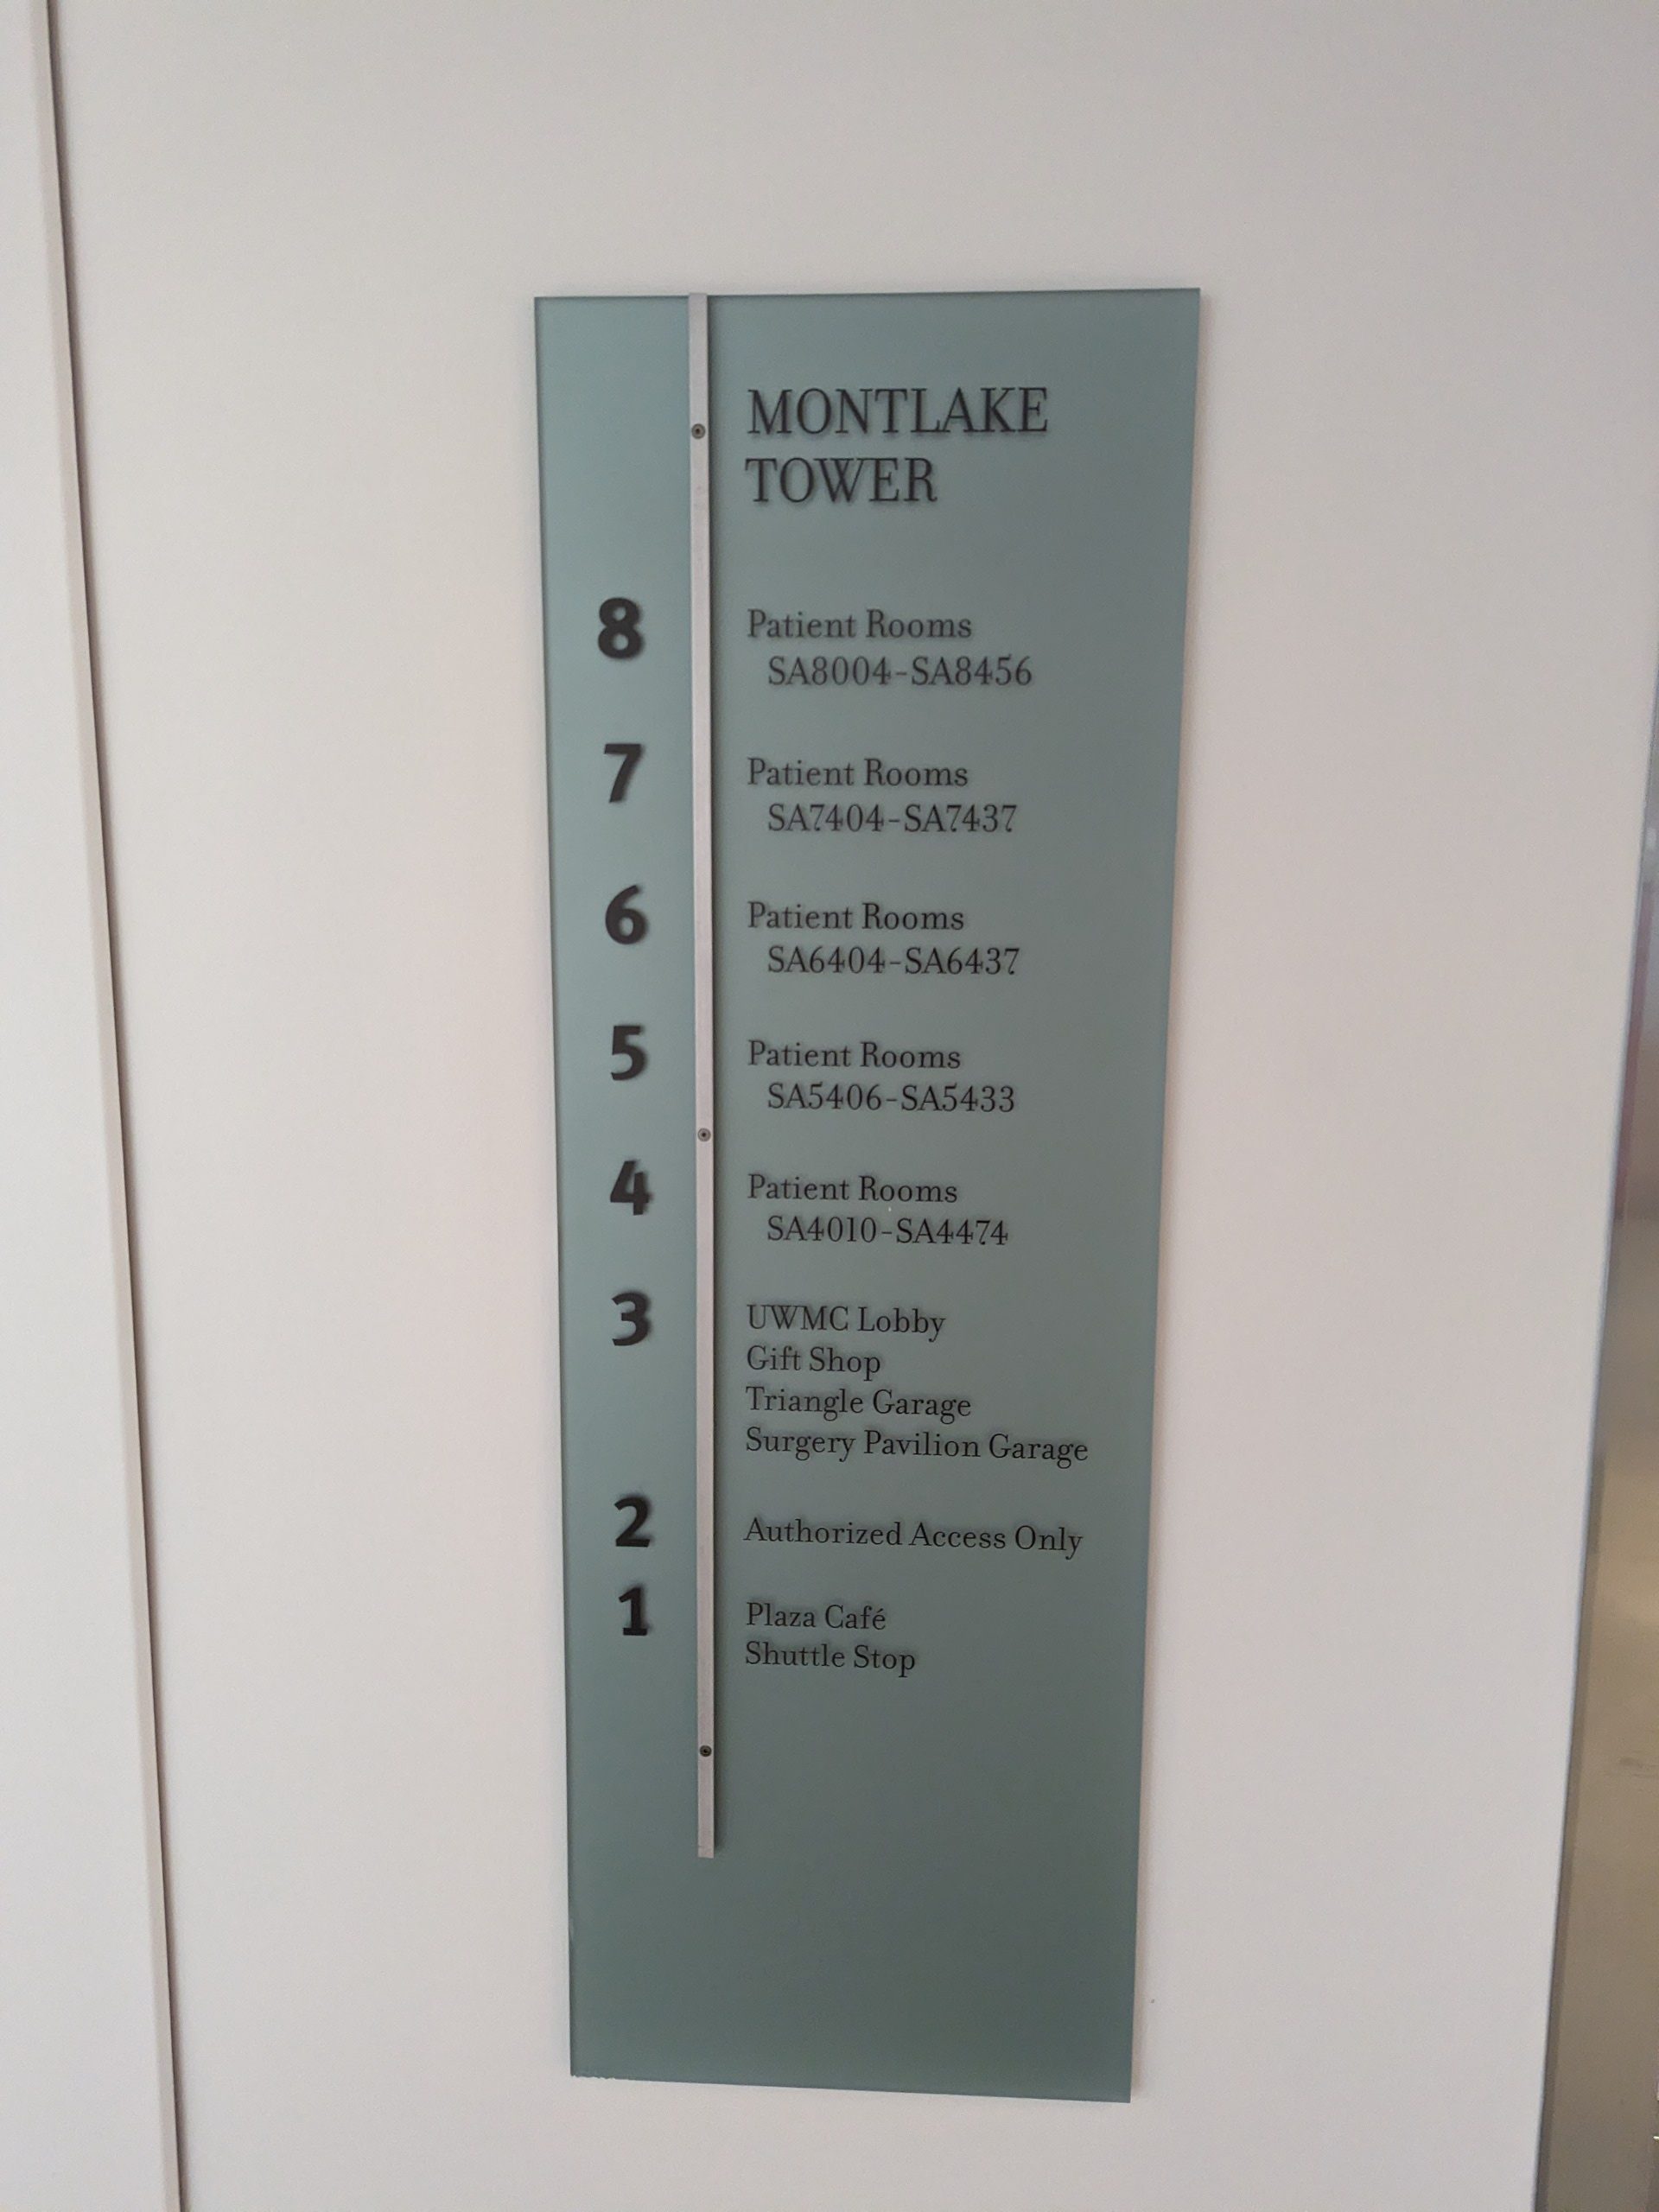 MONTLAKE
TOWER
8 Patient Rooms
SA8004-SA8456
7 Patient Rooms
SA7404-SA7437
6 Patient Rooms
SA6404-SA6437
5 Patient Rooms
SA5406-SA5433
4 Patient Rooms
SA4010-SA4474
3 UWMC Lobby
Gift Shop
Triangle Garage
Surgery Pavilion Garage
2 Authorized Access Only
1 Plaza Café
Shuttle Stop